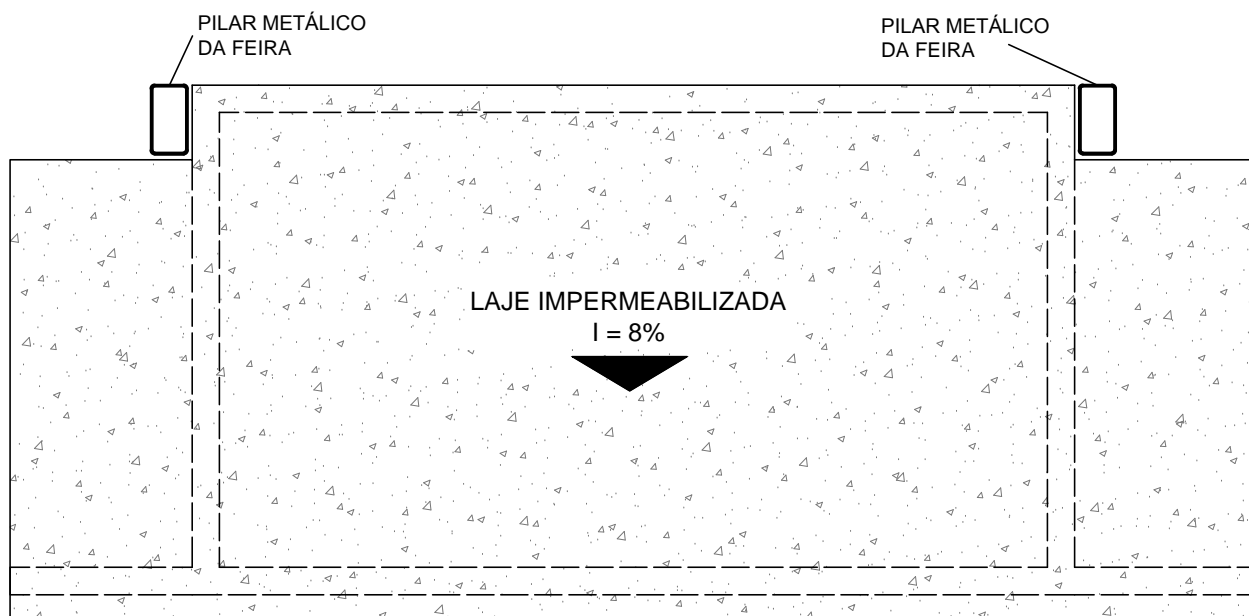 PILAR METÁLICO
DA FEIRA
PILAR METÁLICO
DA FEIRA
LAJE IMPERMEABILIZADA
I = 8%